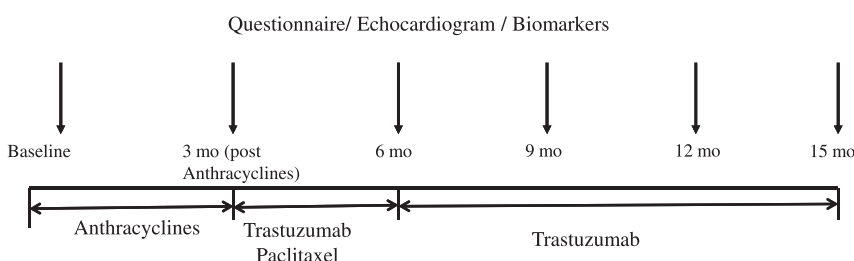 Questionnaire/ Echocardiogram / Biomarkers
Baseline
3 mo (post
Anthracyclines)
6 mo
9 mo
12 mo
15 mo
Anthracyclines
Trastuzumab
Paclitaxel
Trastuzumab